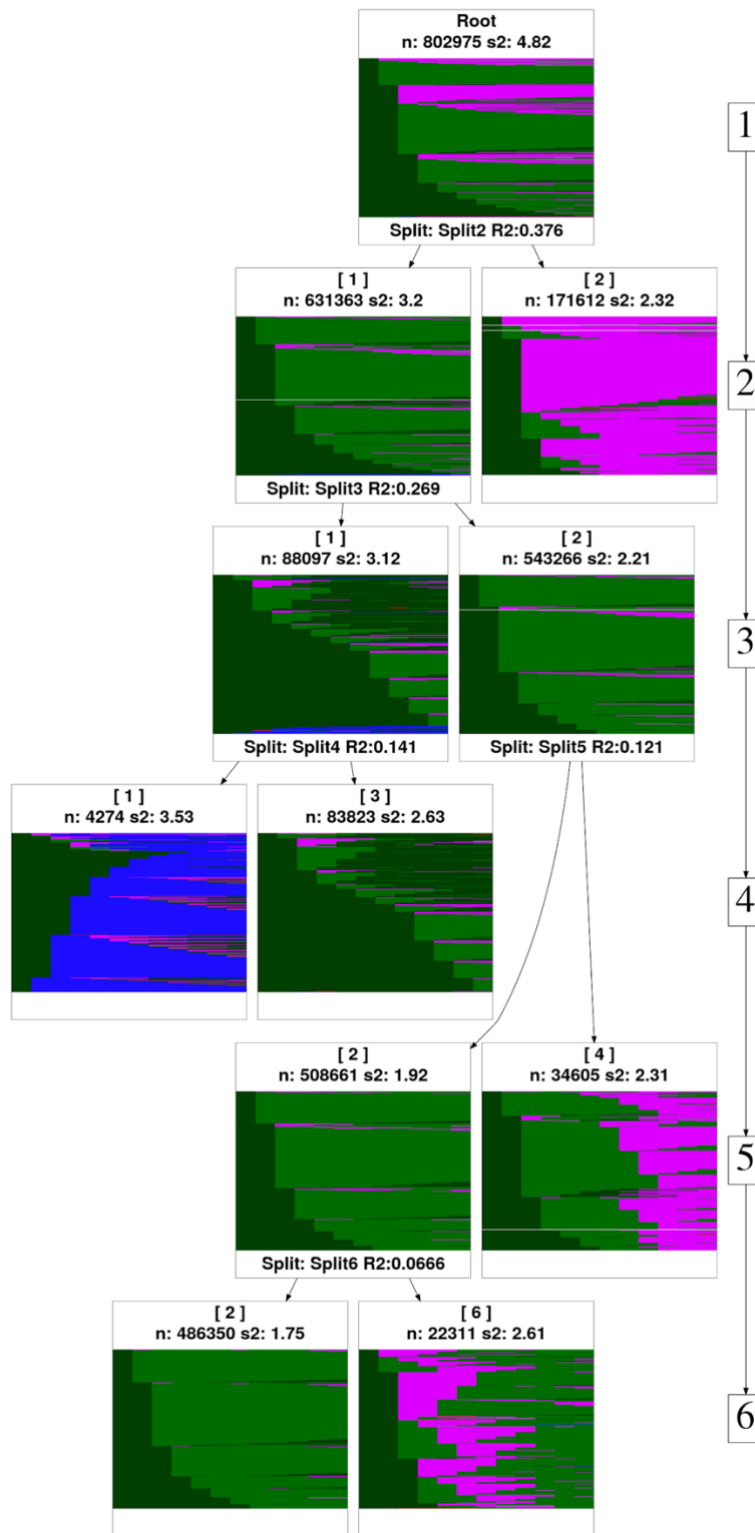 Root
n: 802975 s2: 4.82
Split: Split2 R2:0.376
1
[ 1 ]
n: 631363 s2: 3.2
Split: Split3 R2:0.269
[ 2 ]
n: 171612 s2: 2.32
2
[ 1 ]
n: 88097 s2: 3.12
Split: Split4 R2:0.141
[ 2 ]
n: 543266 s2: 2.21
Split: Split5 R2:0.121
3
[ 1 ]
n: 4274 s2: 3.53
[ 3 ]
n: 83823 s2: 2.63
4
[ 2 ]
n: 508661 s2: 1.92
Split: Split6 R2:0.0666
[ 4 ]
n: 34605 s2: 2.31
5
[ 2 ]
n: 486350 s2: 1.75
[ 6 ]
n: 22311 s2: 2.61
6